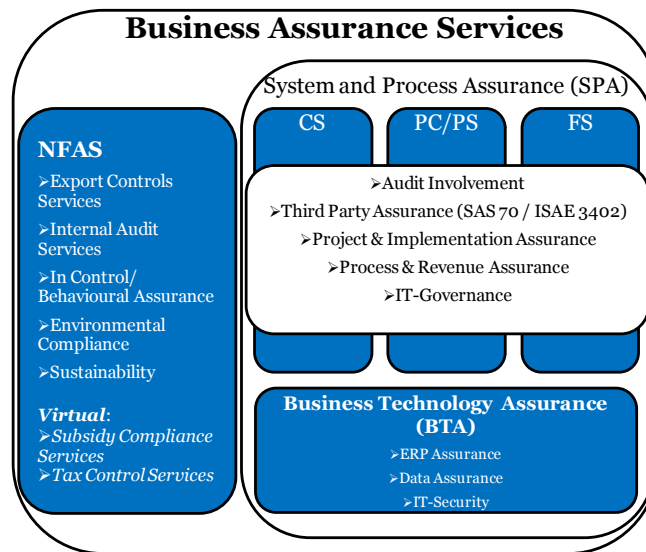 Business Assurance Services
NFAS
➢Export Controls
Services
➢Internal Audit
Services
➢In Control/
Behavioural Assurance
➢Environmental
Compliance
➢Sustainability
Virtual:
➢Subsidy Compliance
Services
➢Tax Control Services
System and Process Assurance (SPA)
CS
PC/PS
FS
➢Audit Involvement
➢Third Party Assurance (SAS 70 / ISAE 3402)
➢Project & Implementation Assurance
➢Process & Revenue Assurance
➢IT-Governance
Business Technology Assurance
(BTA)
➢ERP Assurance
➢Data Assurance
➢IT-Security